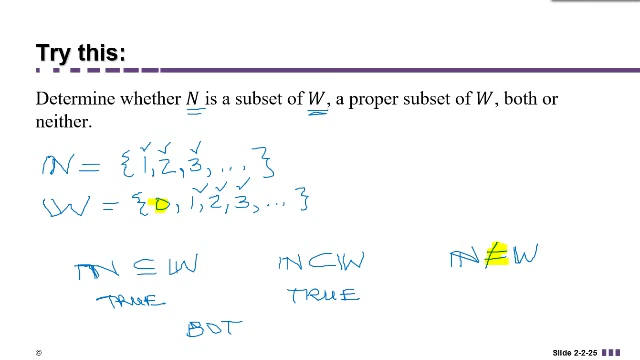 Try this:
Determine whether N is a subset of W, a proper subset of W, both or
neither.
ℕ = { 1, 2, 3, ... }
𝕎 = { 0, 1, 2, 3, ... }
ℕ ⊆ 𝕎 ℕ ⊂ 𝕎 ℕ ≠ 𝕎
TRUE TRUE
BOT
© Slide 2-2-25